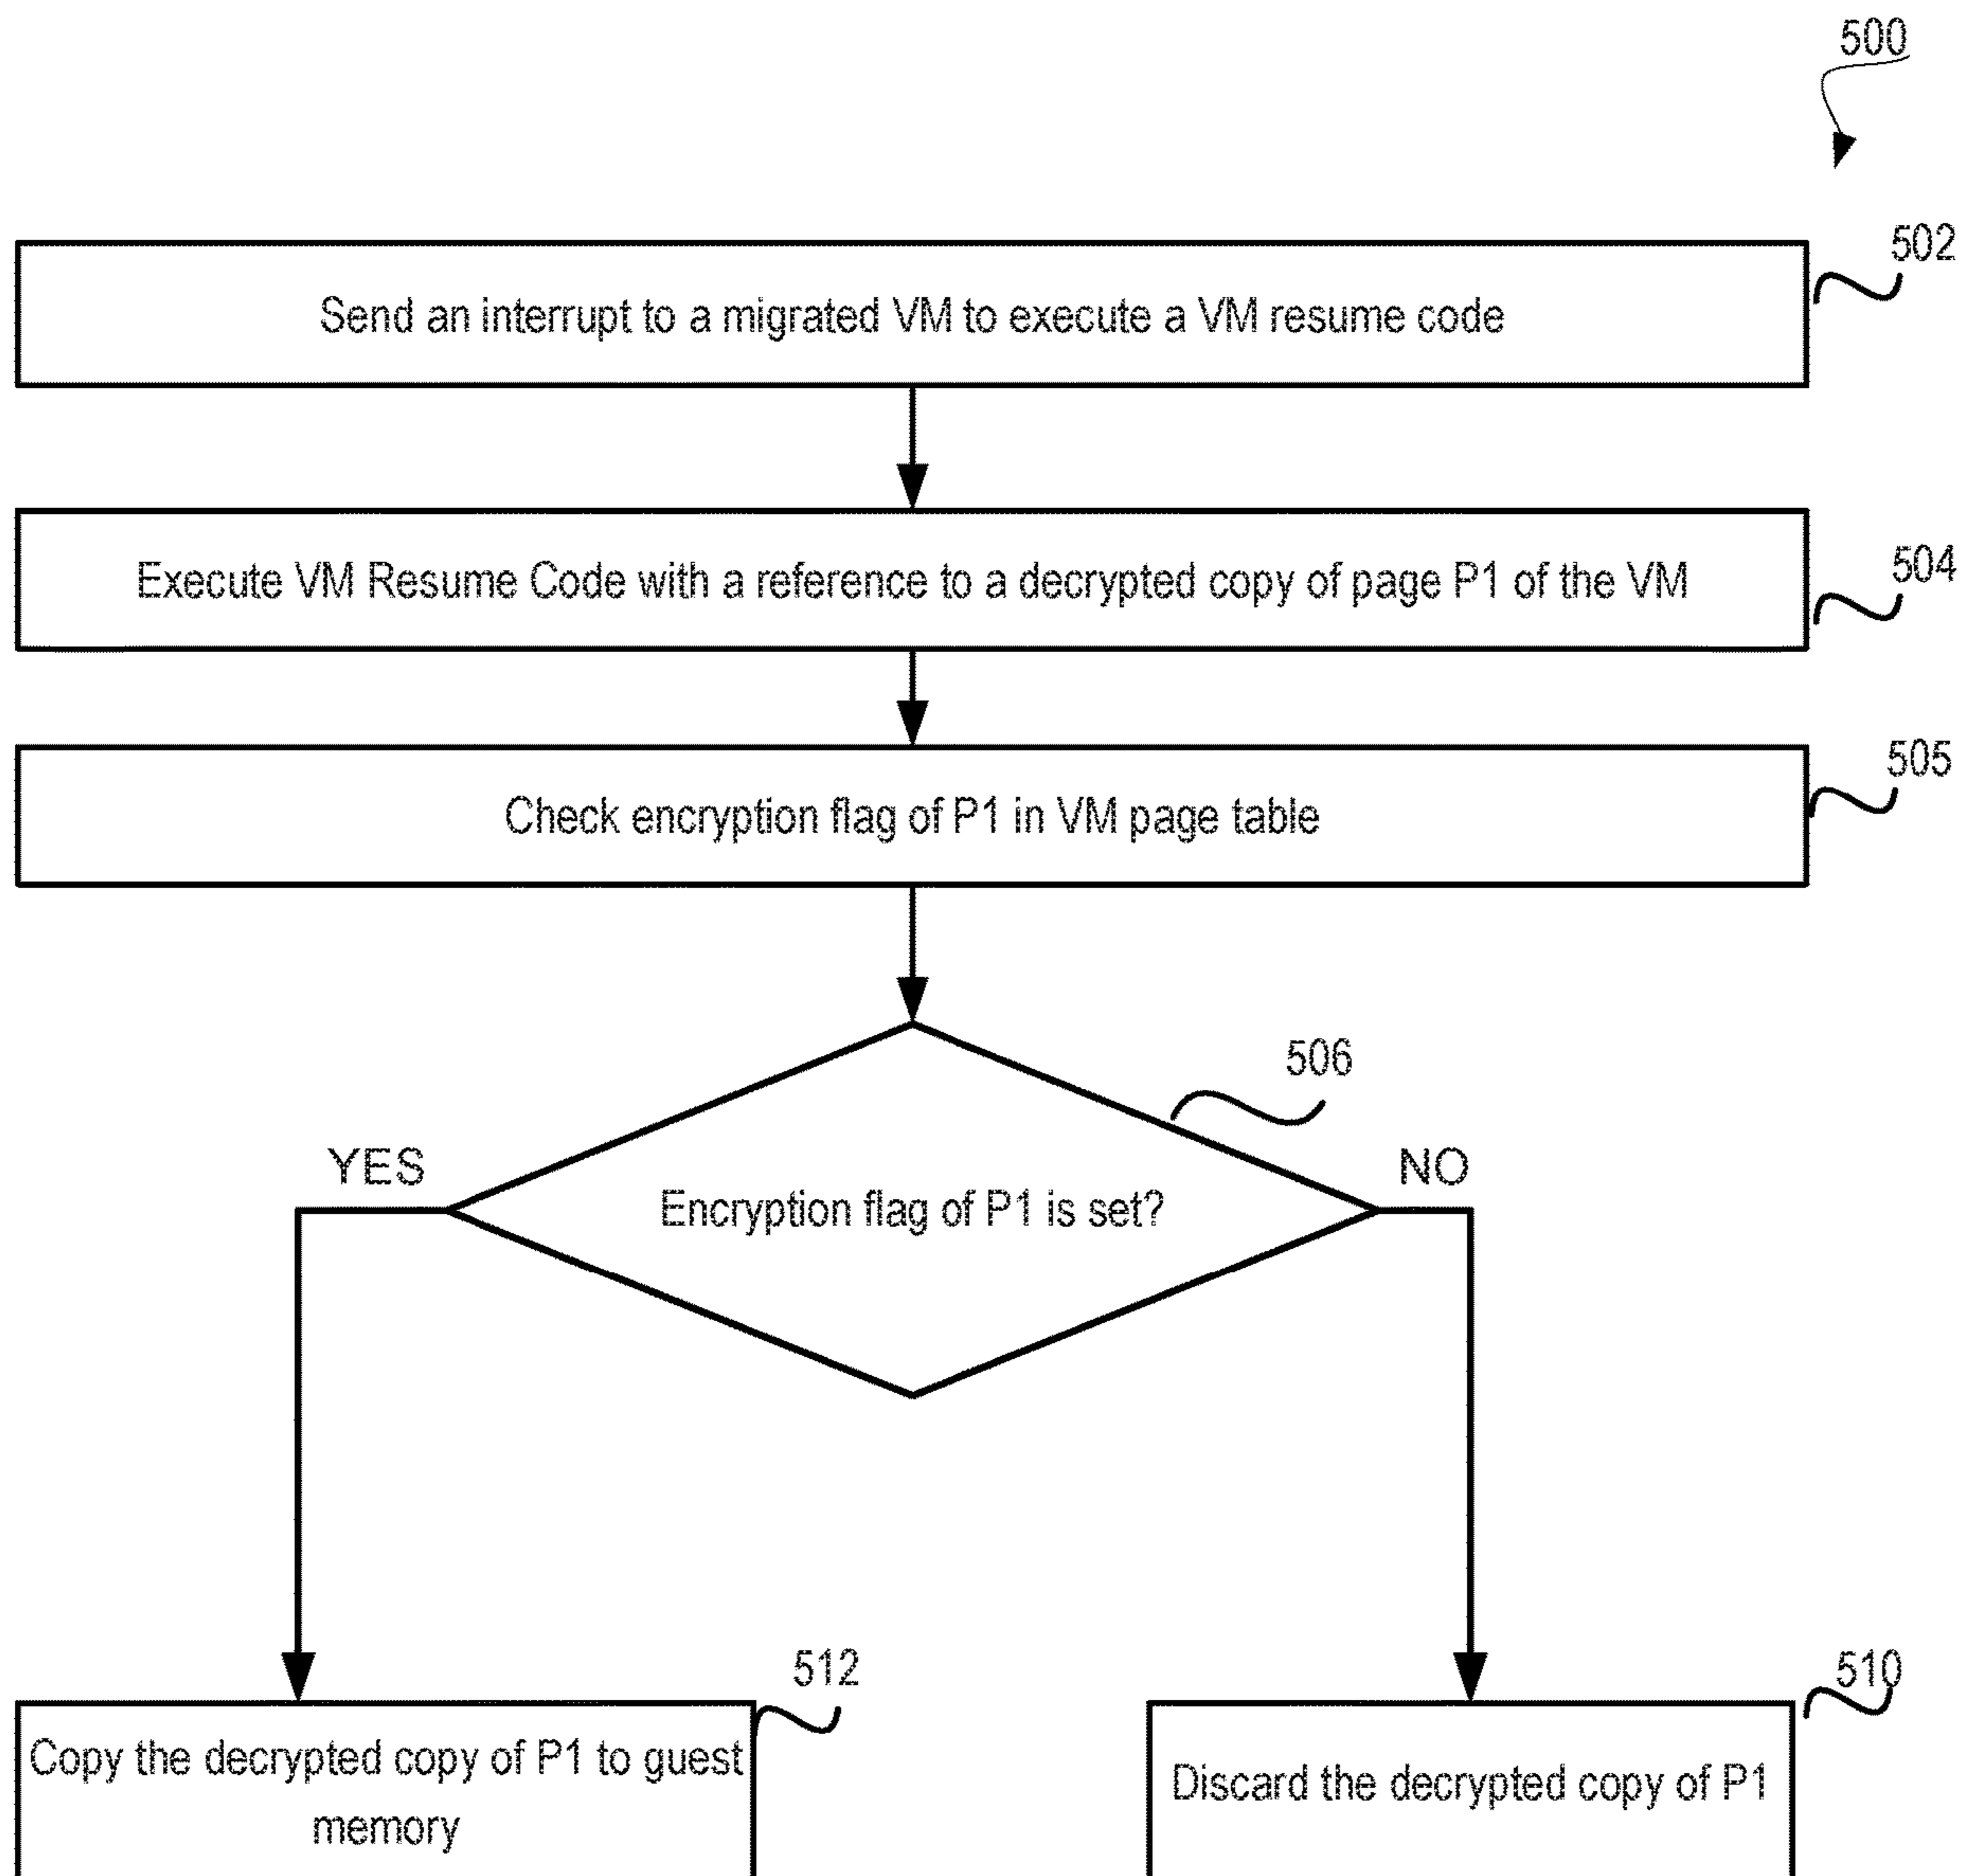 500
502
Send an interrupt to a migrated VM to execute a VM resume code
504
Execute VM Resume Code with a reference to a decrypted copy of page P1 of the VM
505
Check encryption flag of P1 in VM page table
506
YES
NO
Encryption flag of P1 is set?
512
510
Copy the decrypted copy of P1 to guest
memory
Discard the decrypted copy of P1